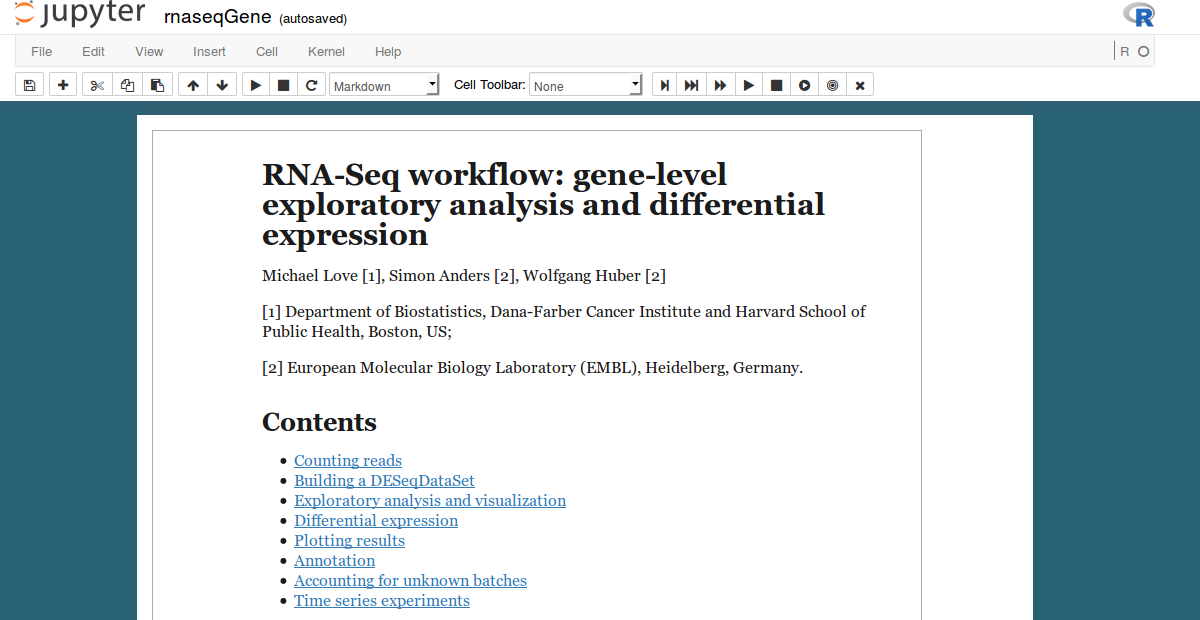 jupyter rnaseqGene (autosaved) R
File Edit View Insert Cell Kernel Help R
Markdown Cell Toolbar: None
RNA-Seq workflow: gene-level
exploratory analysis and differential
expression
Michael Love [1], Simon Anders [2], Wolfgang Huber [2]
[1] Department of Biostatistics, Dana-Farber Cancer Institute and Harvard School of
Public Health, Boston, US;
[2] European Molecular Biology Laboratory (EMBL), Heidelberg, Germany.
Contents
Counting reads
Building a DESeqDataSet
Exploratory analysis and visualization
Differential expression
Plotting results
Annotation
Accounting for unknown batches
Time series experiments